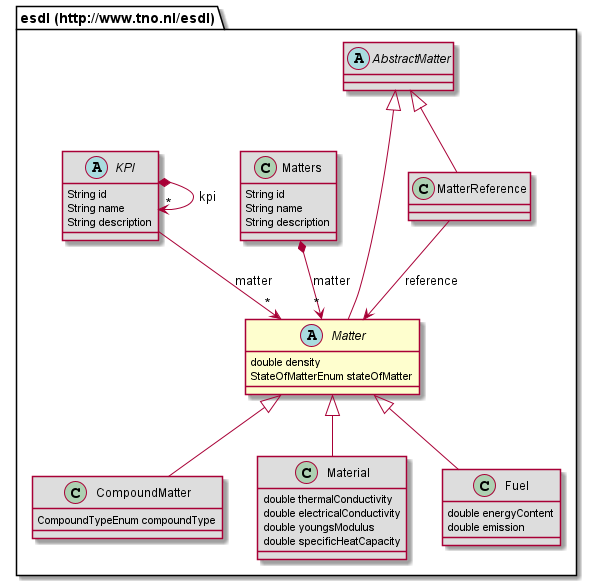 esdl (http://www.tno.nl/esdl)
A AbstractMatter
A KPI
String id
String name
String description
kpi
*
C Matters
String id
String name
String description
C MatterReference
matter
*
matter
*
reference
A Matter
double density
StateOfMatterEnum stateOfMatter
C CompoundMatter
CompoundTypeEnum compoundType
C Material
double thermalConductivity
double electricalConductivity
double youngsModulus
double specificHeatCapacity
C Fuel
double energyContent
double emission